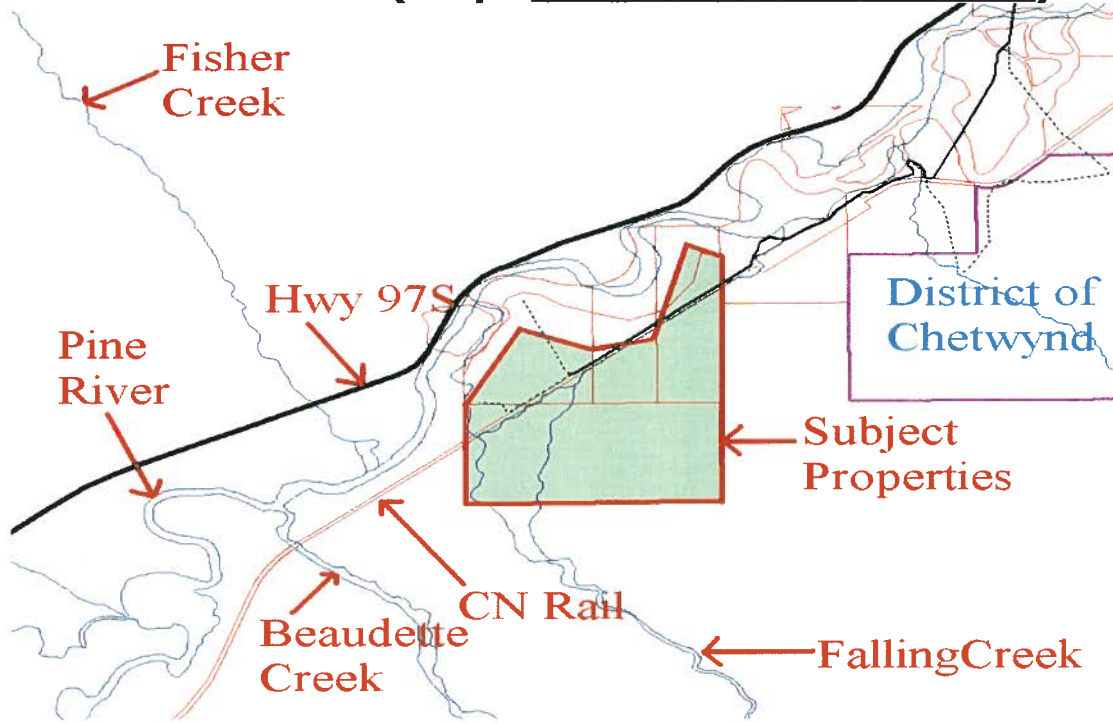 Fisher
Creek
Hwy 97S
Pine
River
District of
Chetwynd
Subject
Properties
CN Rail
Beaudette
Creek
FallingCreek